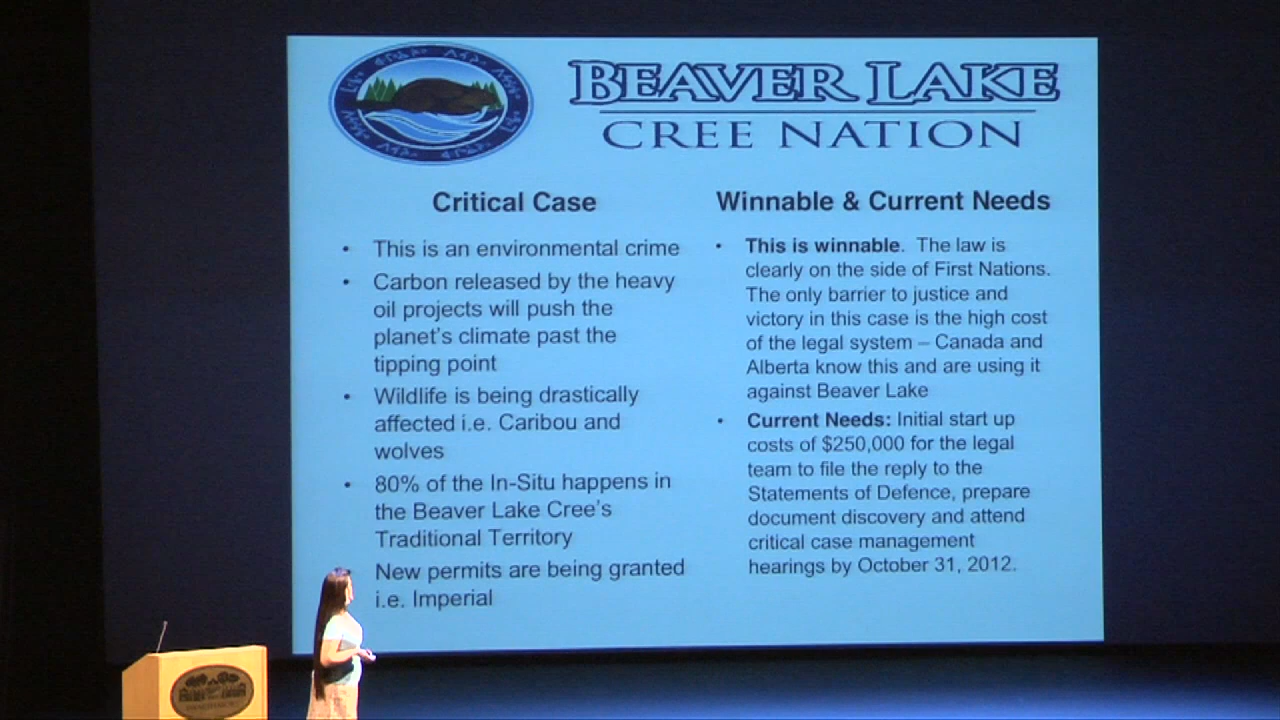 BEAVER LAKE
CREE NATION
Critical Case
• This is an environmental crime
• Carbon released by the heavy
oil projects will push the
planet's climate past the
tipping point
• Wildlife is being drastically
affected i.e. Caribou and
wolves
• 80% of the In-Situ happens in
the Beaver Lake Cree's
Traditional Territory
New permits are being granted
i.e. Imperial
Winnable & Current Needs
• This is winnable. The law is
clearly on the side of First Nations.
The only barrier to justice and
victory in this case is the high cost
of the legal system – Canada and
Alberta know this and are using it
against Beaver Lake
• Current Needs: Initial start up
costs of $250,000 for the legal
team to file the reply to the
Statements of Defence, prepare
document discovery and attend
critical case management
hearings by October 31, 2012.